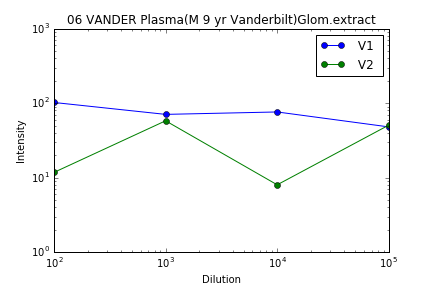 06 VANDER Plasma(M 9 yr Vanderbilt)Glom.extract
V1
V2
Intensity
10³
10²
10¹
10⁰
10² 10³ 10⁴ 10⁵
Dilution